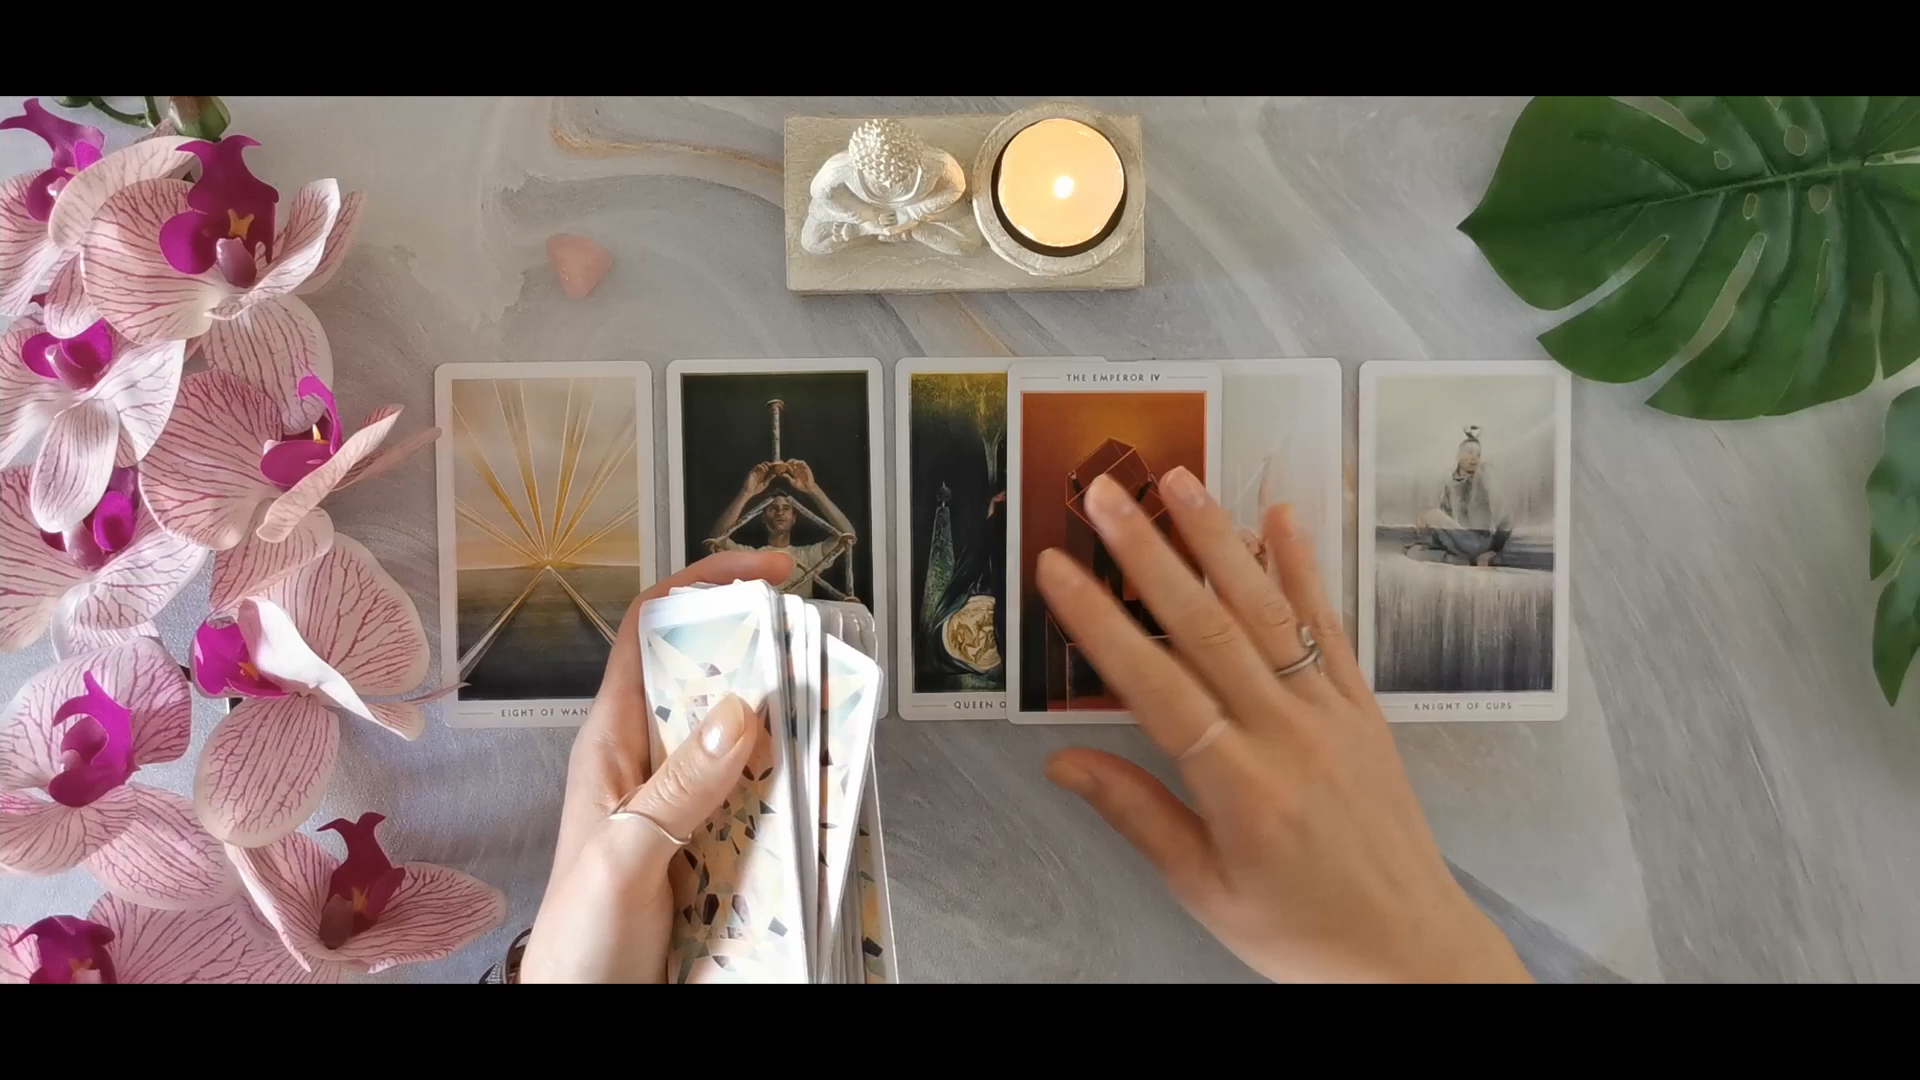 THE EMPEROR IV
EIGHT OF WAN
QUEEN
KNIGHT OF CUPS